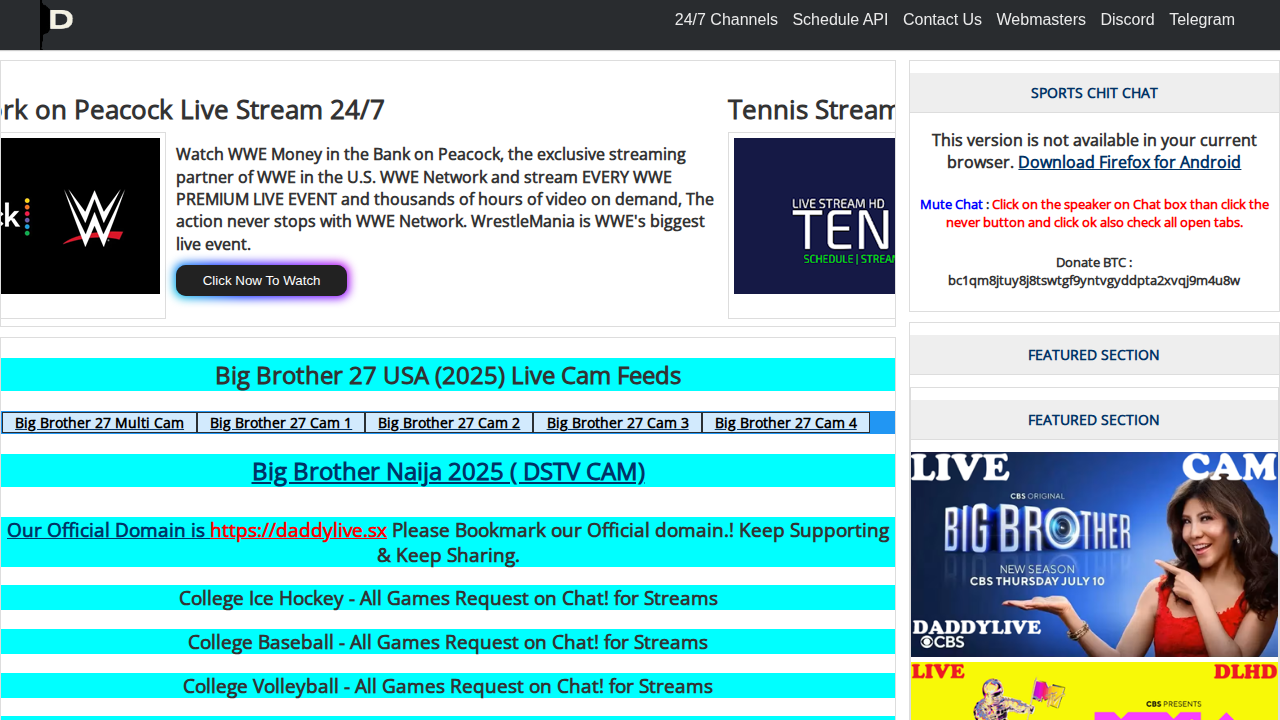 D
24/7 Channels Schedule API Contact Us Webmasters Discord Telegram
rk on Peacock Live Stream 24/7
Watch WWE Money in the Bank on Peacock, the exclusive streaming
partner of WWE in the U.S. WWE Network and stream EVERY WWE
PREMIUM LIVE EVENT and thousands of hours of video on demand, The
action never stops with WWE Network. WrestleMania is WWE's biggest
live event.
Click Now To Watch
ck W
Tennis Stream
LIVE STREAM HD
TEN
SCHEDULE | STREAM
Big Brother 27 USA (2025) Live Cam Feeds
Big Brother 27 Multi Cam Big Brother 27 Cam 1 Big Brother 27 Cam 2 Big Brother 27 Cam 3 Big Brother 27 Cam 4
Big Brother Naija 2025 ( DSTV CAM)
Our Official Domain is https://daddylive.sx Please Bookmark our Official domain.! Keep Supporting
& Keep Sharing.
College Ice Hockey - All Games Request on Chat! for Streams
College Baseball - All Games Request on Chat! for Streams
College Volleyball - All Games Request on Chat! for Streams
SPORTS CHIT CHAT
This version is not available in your current
browser. Download Firefox for Android
Mute Chat : Click on the speaker on Chat box than click the
never button and click ok also check all open tabs.
Donate BTC :
bc1qm8jtuy8j8tswtgf9yntvgyddpta2xvqj9m4u8w
FEATURED SECTION
FEATURED SECTION
LIVE CAM
CBS ORIGINAL
BIG BROTHER
NEW SEASON
CBS THURSDAY JULY 10
DADDYLIVE
CBS
LIVE DLHD
CBS PRESENTS